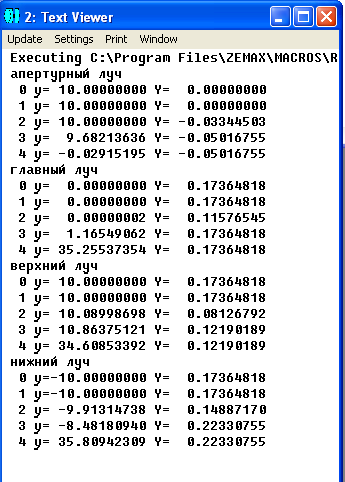 2: Text Viewer
Update Settings Print Window
Executing C:\Program Files\ZEMAX\MACROS\R
апертурный луч
0 y= 10.00000000 Y= 0.00000000
1 y= 10.00000000 Y= 0.00000000
2 y= 10.00000000 Y= -0.03344503
3 y= 9.68213636 Y= -0.05016755
4 y= -0.02915195 Y= -0.05016755
главный луч
0 y= 0.00000000 Y= 0.17364818
1 y= 0.00000000 Y= 0.17364818
2 y= 0.00000002 Y= 0.11576545
3 y= 1.16549062 Y= 0.17364818
4 y= 35.25537354 Y= 0.17364818
верхний луч
0 y= 10.00000000 Y= 0.17364818
1 y= 10.00000000 Y= 0.17364818
2 y= 10.08998698 Y= 0.08126792
3 y= 10.86375121 Y= 0.12190189
4 y= 34.60853392 Y= 0.12190189
нижний луч
0 y=-10.00000000 Y= 0.17364818
1 y=-10.00000000 Y= 0.17364818
2 y= -9.91314738 Y= 0.14887170
3 y= -8.48180940 Y= 0.22330755
4 y= 35.80942309 Y= 0.22330755